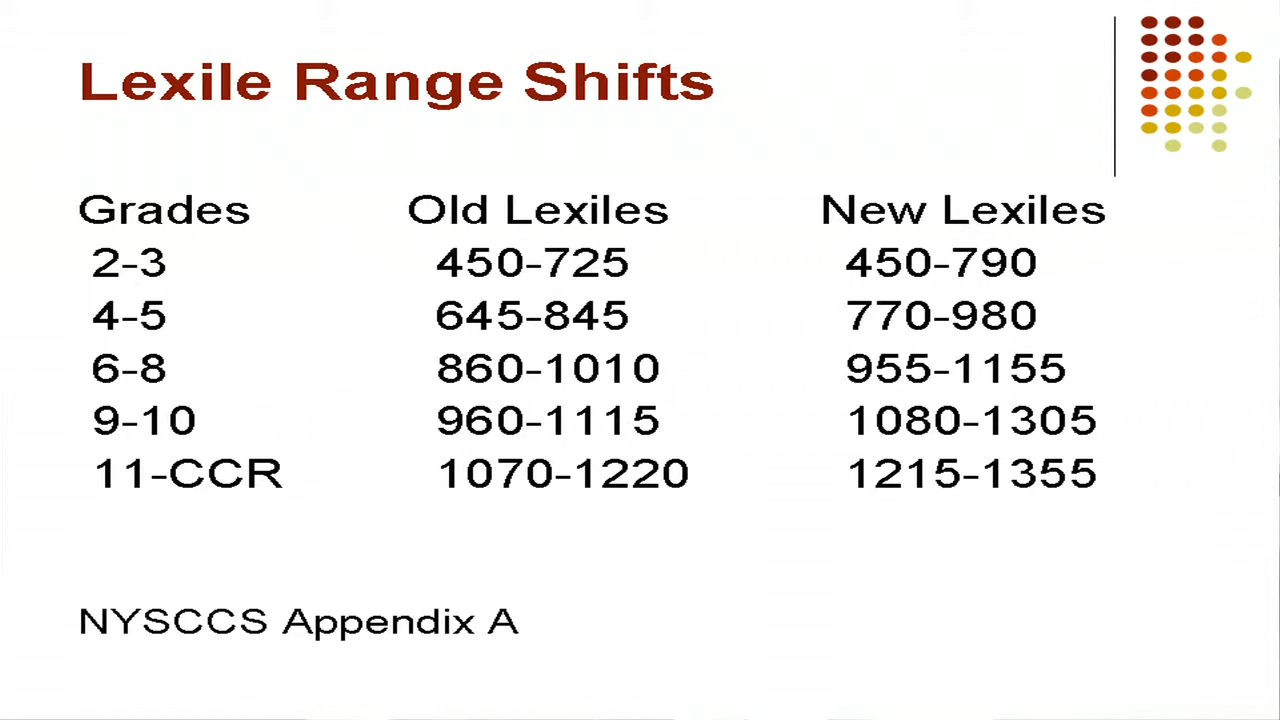 Lexile Range Shifts
Grades Old Lexiles New Lexiles
2-3 450-725 450-790
4-5 645-845 770-980
6-8 860-1010 955-1155
9-10 960-1115 1080-1305
11-CCR 1070-1220 1215-1355
NYSCCS Appendix A